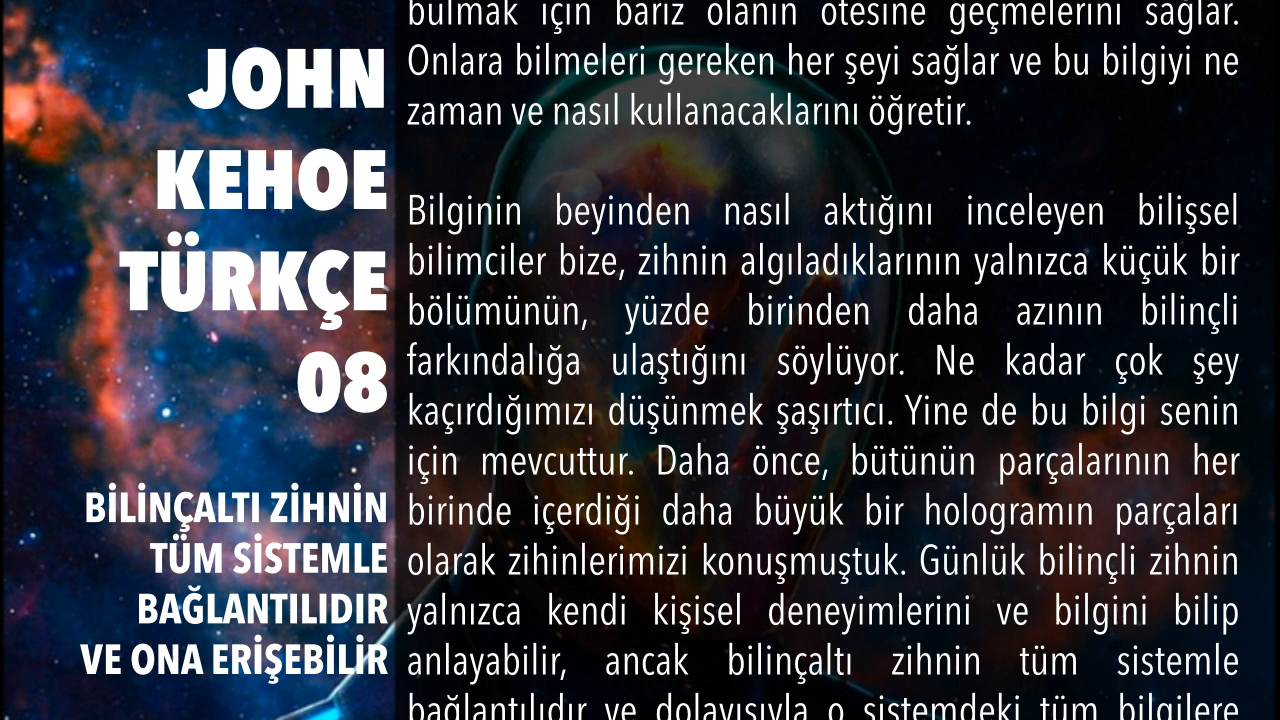 JOHN
KEHOE
TÜRKÇE
08
BİLİNÇALTI ZİHNİN
TÜM SİSTEMLE
BAĞLANTILIDIR
VE ONA ERİŞEBİLİR
bulmak için bariz olanın ötesine geçmelerini sağlar.
Onlara bilmeleri gereken her şeyi sağlar ve bu bilgiyi ne
zaman ve nasıl kullanacaklarını öğretir.
Bilginin beyinden nasıl aktığını inceleyen bilişsel
bilimciler bize, zihnin algıladıklarının yalnızca küçük bir
bölümünün, yüzde birinden daha azının bilinçli
farkındalığa ulaştığını söylüyor. Ne kadar çok şey
kaçırdığımızı düşünmek şaşırtıcı. Yine de bu bilgi senin
için mevcuttur. Daha önce, bütünün parçalarının her
birinde içerdiği daha büyük bir hologramın parçaları
olarak zihinlerimizi konuşmuştuk. Günlük bilinçli zihnin
yalnızca kendi kişisel deneyimlerini ve bilgini bilip
anlayabilir, ancak bilinçaltı zihnin tüm sistemle
bağlantılıdır ve dolayısıyla o sistemdeki tüm bilgilere